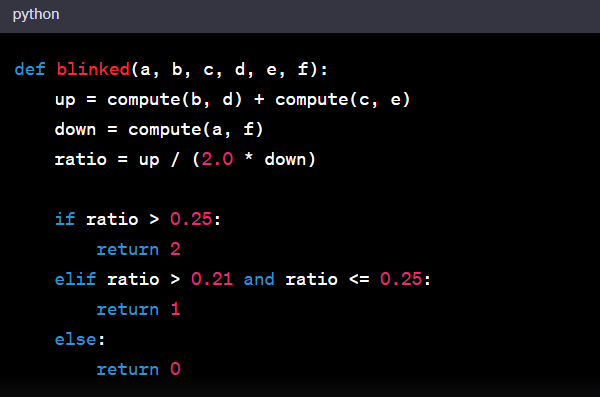 python
def blinked(a, b, c, d, e, f):
    up = compute(b, d) + compute(c, e)
    down = compute(a, f)
    ratio = up / (2.0 * down)
    if ratio > 0.25:
        return 2
    elif ratio > 0.21 and ratio <= 0.25:
        return 1
    else:
        return 0